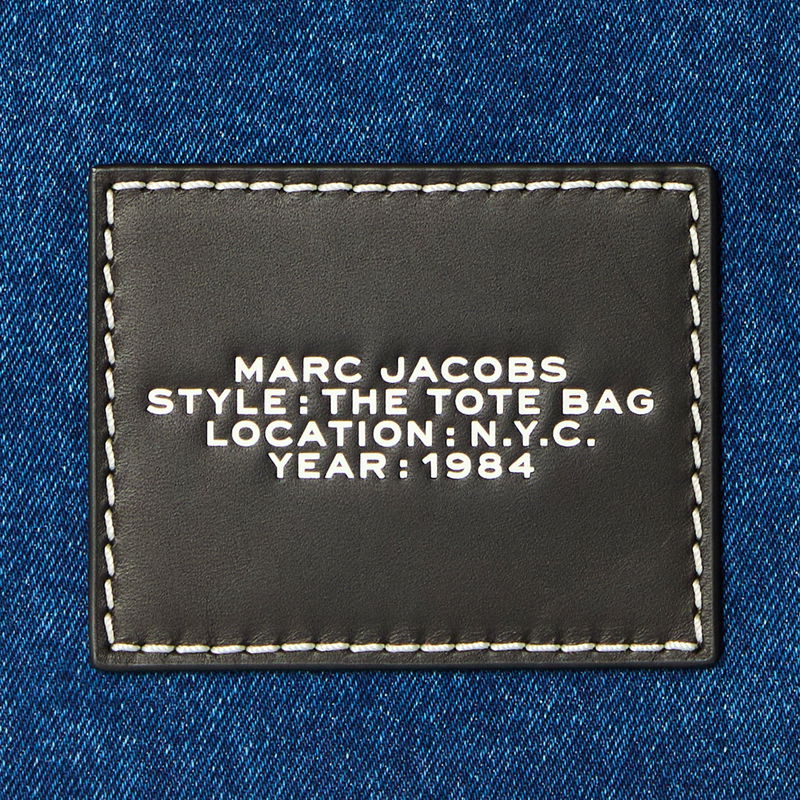 MARC JACOBS
STYLE : THE TOTE BAG
LOCATION : N.Y.C.
YEAR : 1984